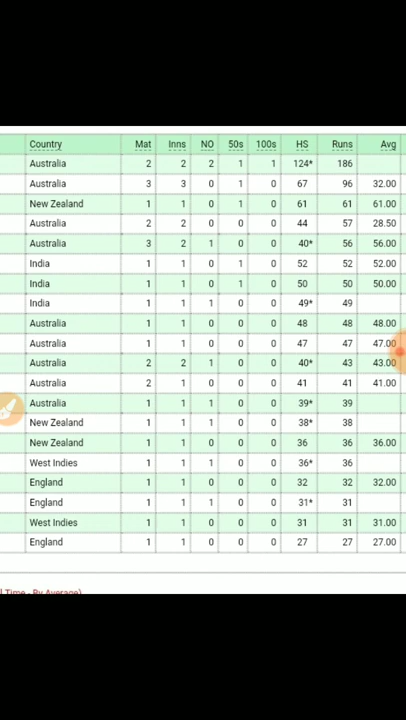 Country Mat Inns NO 50s 100s HS Runs Avg
Australia 2 2 2 1 1 124* 186
Australia 3 3 0 1 0 67 96 32.00
New Zealand 1 1 0 1 0 61 61 61.00
Australia 2 2 0 0 0 44 57 28.50
Australia 3 2 1 0 0 40* 56 56.00
India 1 1 0 1 0 52 52 52.00
India 1 1 0 1 0 50 50 50.00
India 1 1 1 0 0 49* 49
Australia 1 1 0 0 0 48 48 48.00
Australia 1 1 0 0 0 47 47 47.00
Australia 2 2 1 0 0 40* 43 43.00
Australia 2 1 0 0 0 41 41 41.00
Australia 1 1 1 0 0 39* 39
New Zealand 1 1 1 0 0 38* 38
New Zealand 1 1 0 0 0 36 36 36.00
West Indies 1 1 1 0 0 36* 36
England 1 1 0 0 0 32 32 32.00
England 1 1 1 0 0 31* 31
West Indies 1 1 0 0 0 31 31 31.00
England 1 1 0 0 0 27 27 27.00
Time - By Average)